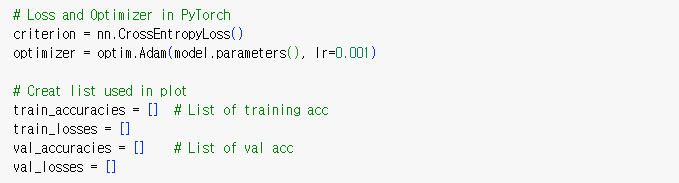 # Loss and Optimizer in PyTorch
criterion = nn.CrossEntropyLoss()
optimizer = optim.Adam(model.parameters(), lr=0.001)
# Creat list used in plot
train_accuracies = []  # List of training acc
train_losses = []
val_accuracies = []    # List of val acc
val_losses = []